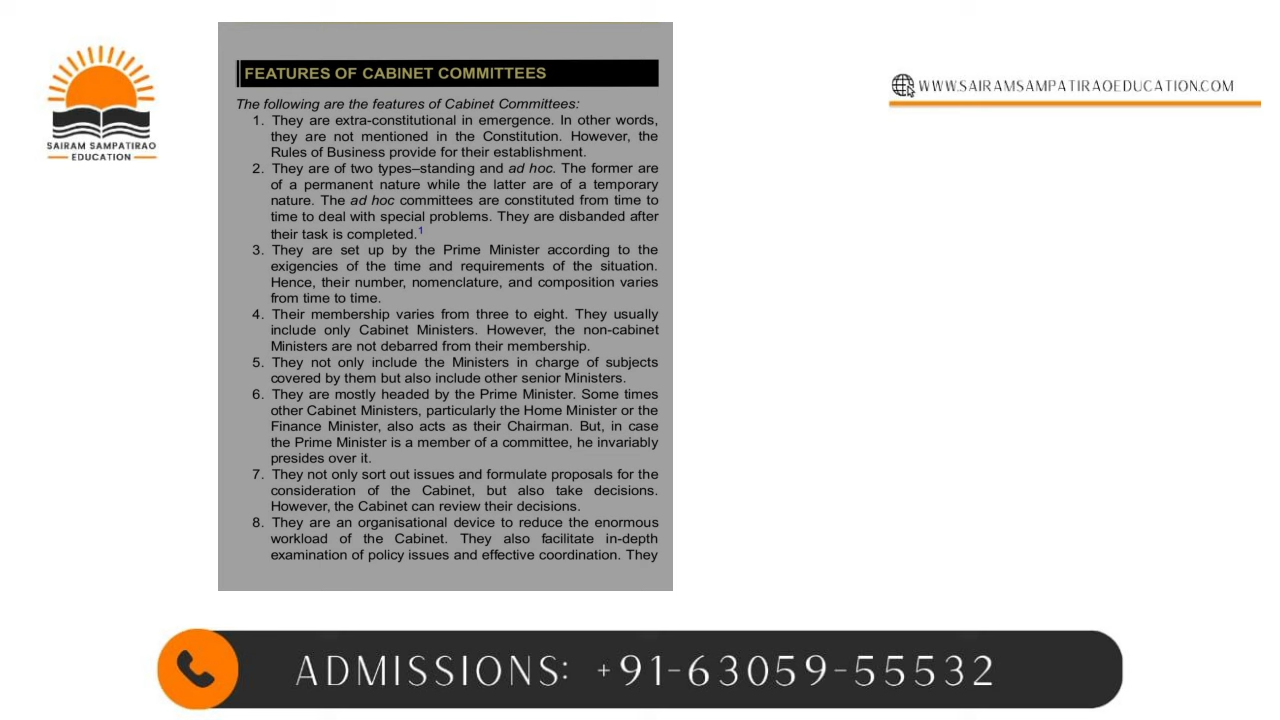 SAIRAM SAMPATIRAO
EDUCATION
WWW.SAIRAMSAMPATIRAOEDUCATION.COM
FEATURES OF CABINET COMMITTEES
The following are the features of Cabinet Committees:
1. They are extra-constitutional in emergence. In other words,
they are not mentioned in the Constitution. However, the
Rules of Business provide for their establishment.
2. They are of two types–standing and ad hoc. The former are
of a permanent nature while the latter are of a temporary
nature. The ad hoc committees are constituted from time to
time to deal with special problems. They are disbanded after
their task is completed.1
3. They are set up by the Prime Minister according to the
exigencies of the time and requirements of the situation.
Hence, their number, nomenclature, and composition varies
from time to time.
4. Their membership varies from three to eight. They usually
include only Cabinet Ministers. However, the non-cabinet
Ministers are not debarred from their membership.
5. They not only include the Ministers in charge of subjects
covered by them but also include other senior Ministers.
6. They are mostly headed by the Prime Minister. Some times
other Cabinet Ministers, particularly the Home Minister or the
Finance Minister, also acts as their Chairman. But, in case
the Prime Minister is a member of a committee, he invariably
presides over it.
7. They not only sort out issues and formulate proposals for the
consideration of the Cabinet, but also take decisions.
However, the Cabinet can review their decisions.
8. They are an organisational device to reduce the enormous
workload of the Cabinet. They also facilitate in-depth
examination of policy issues and effective coordination. They
ADMISSIONS: +91-63059-55532